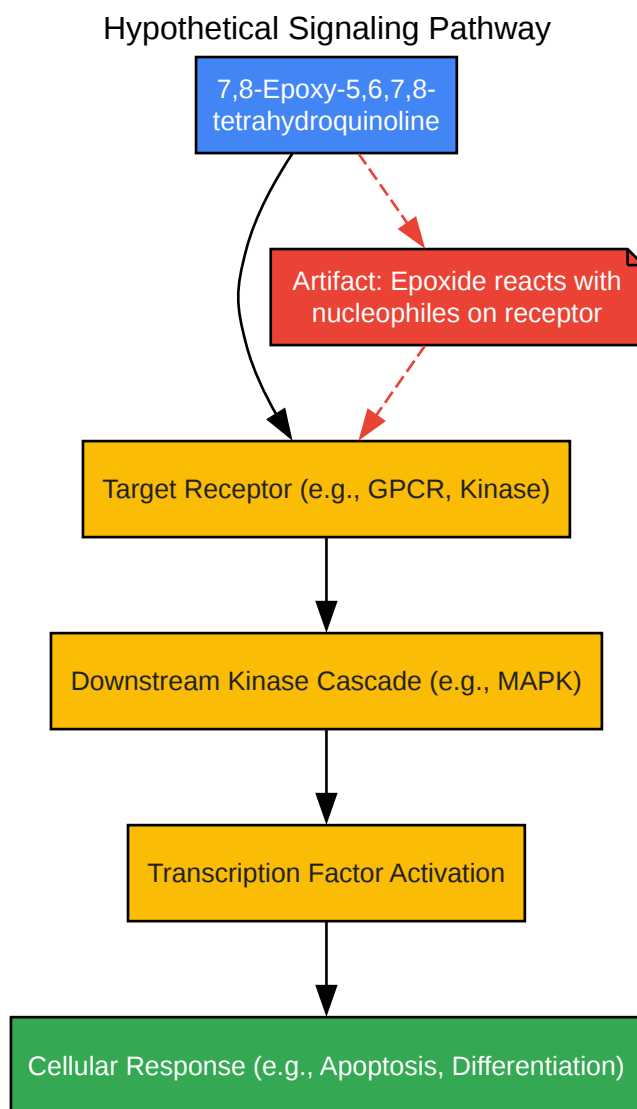 Hypothetical Signaling Pathway
7,8-Epoxy-5,6,7,8-
tetrahydroquinoline
Artifact: Epoxide reacts with
nucleophiles on receptor
Target Receptor (e.g., GPCR, Kinase)
Downstream Kinase Cascade (e.g., MAPK)
Transcription Factor Activation
Cellular Response (e.g., Apoptosis, Differentiation)